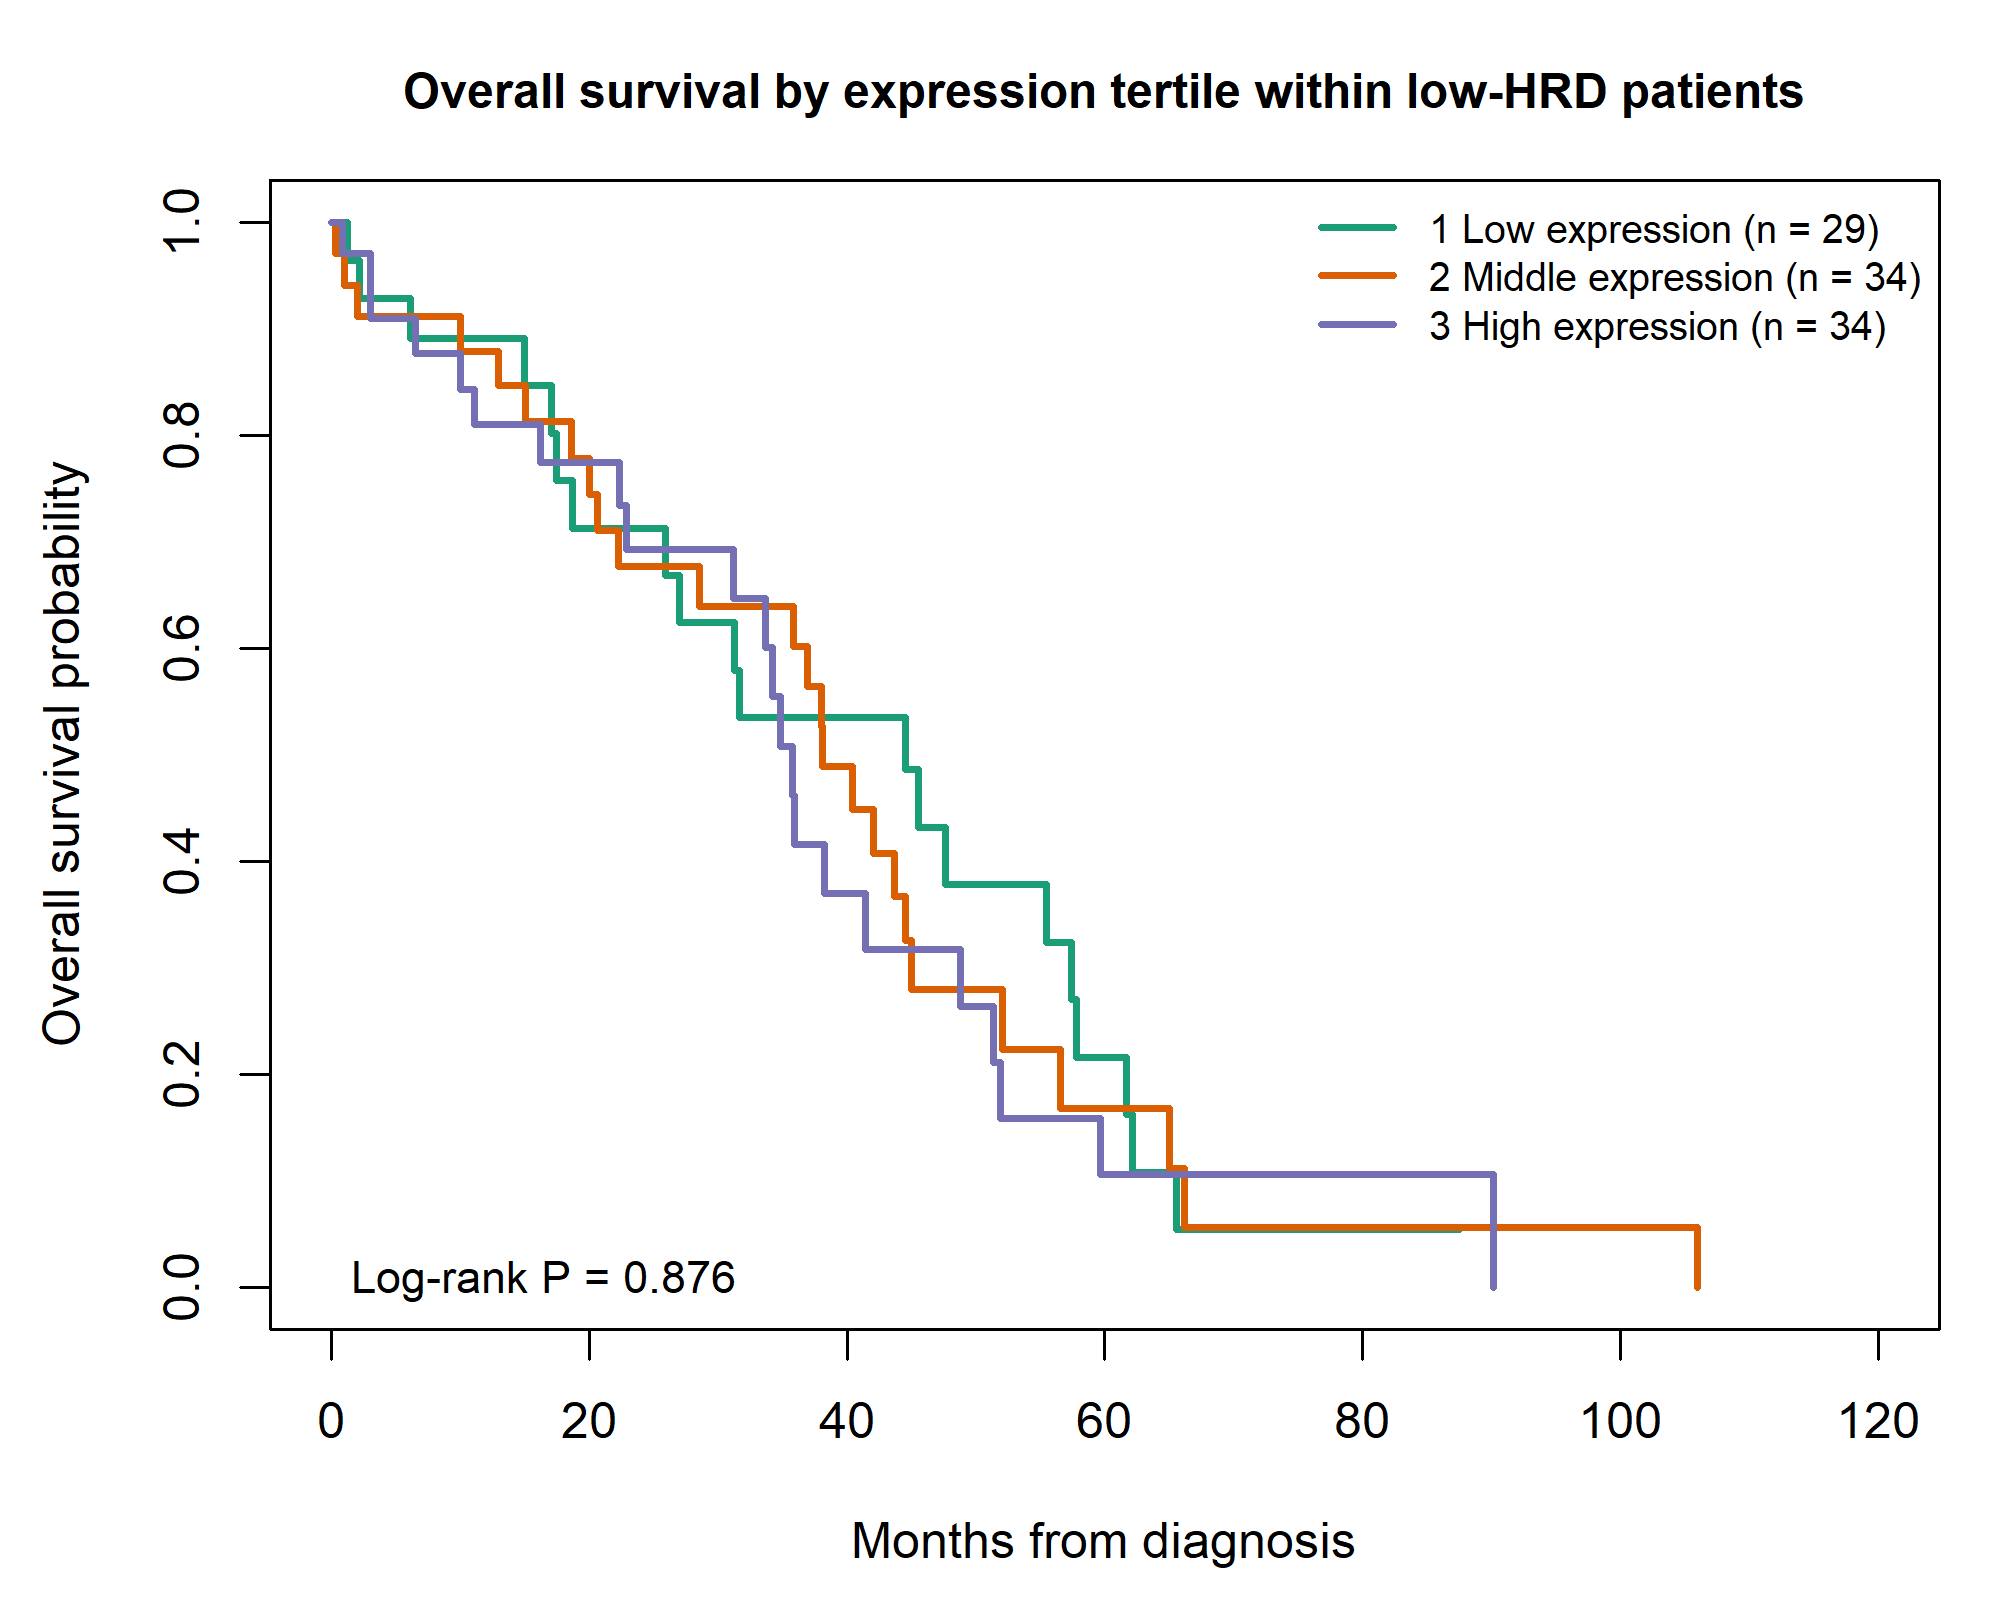 Overall survival by expression tertile within low-HRD patients
1 Low expression (n = 29)
2 Middle expression (n = 34)
3 High expression (n = 34)
Overall survival probability
1.0
0.8
0.6
0.4
0.2
0.0
Log-rank P = 0.876
0 20 40 60 80 100 120
Months from diagnosis